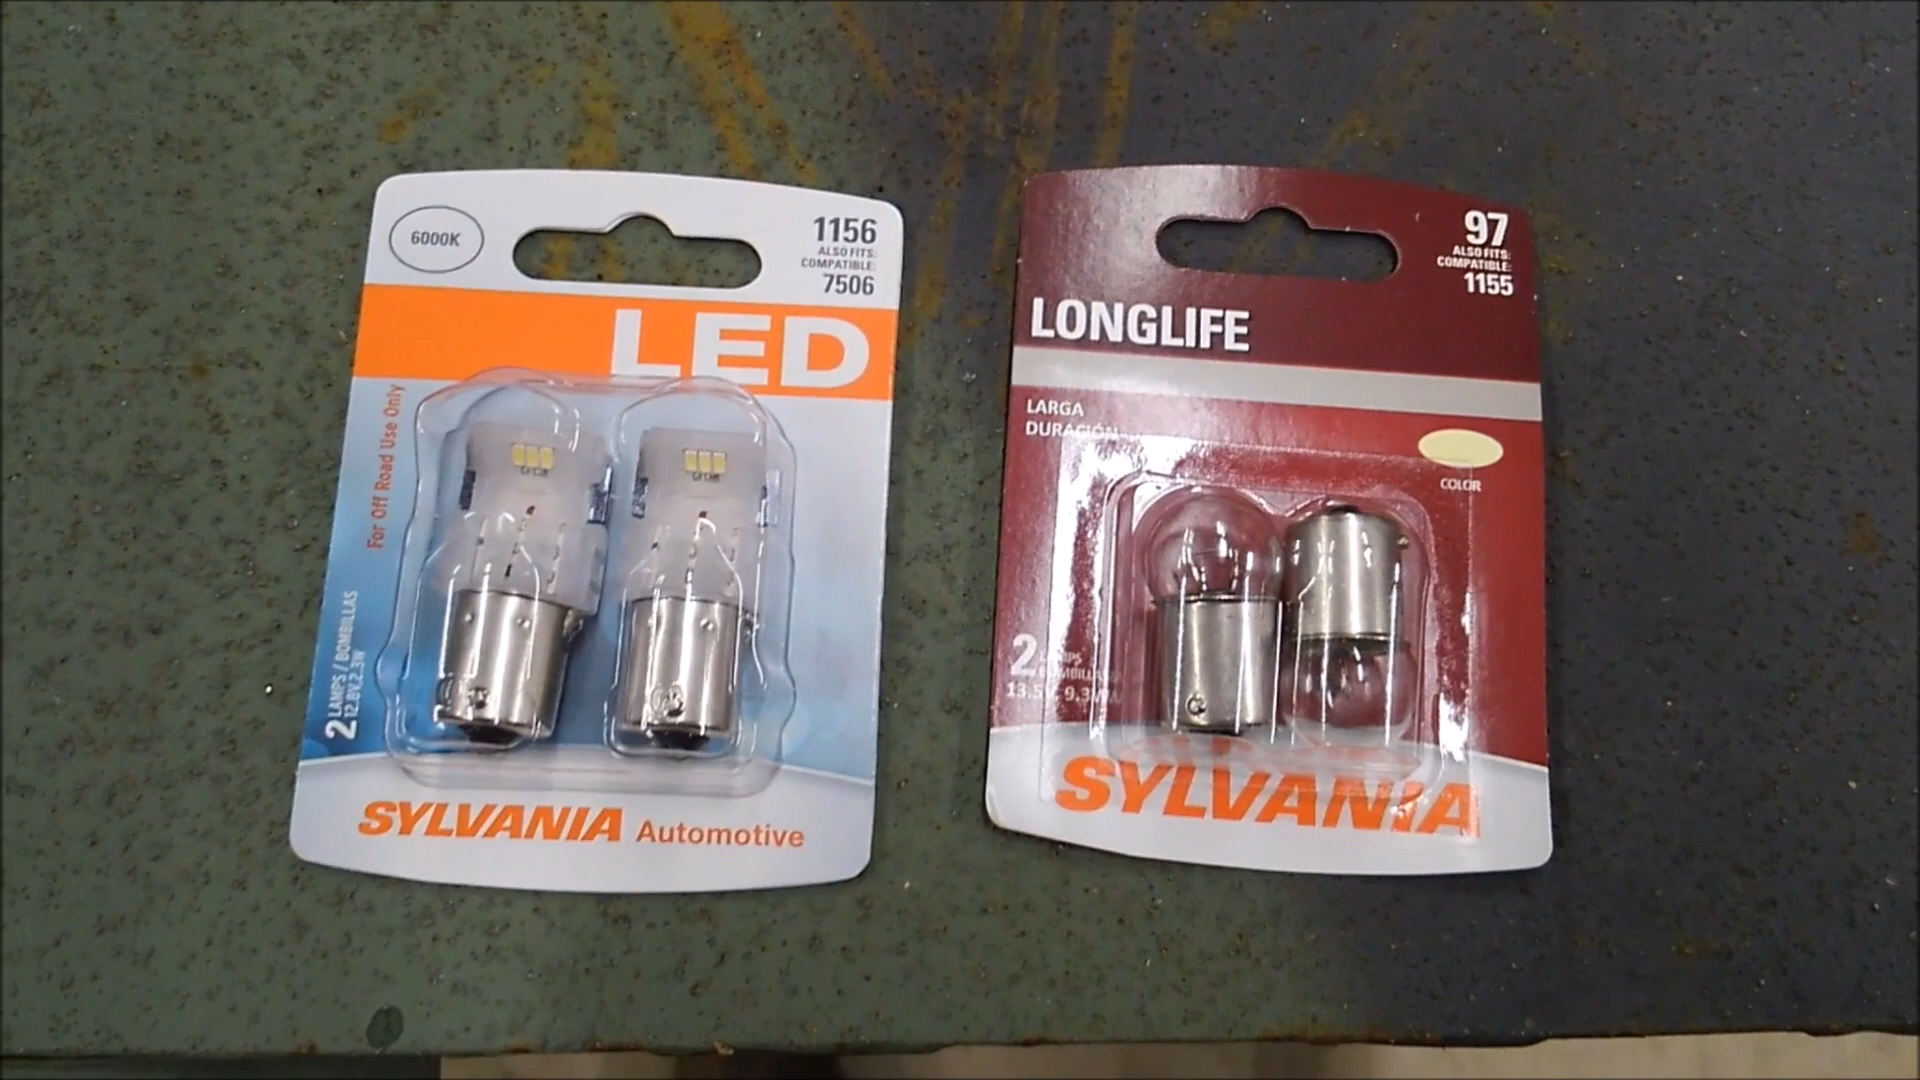 6000K
1156
ALSO FITS:
COMPATIBLE:
7506
LED
For Off Road Use Only
2 LAMPS / BOMBILLAS
12.8V, 2.3W
SYLVANIA Automotive
97
ALSO FITS:
COMPATIBLE:
1155
LONGLIFE
LARGA
DURACIÓN
COLOR
2
SYLVANIA